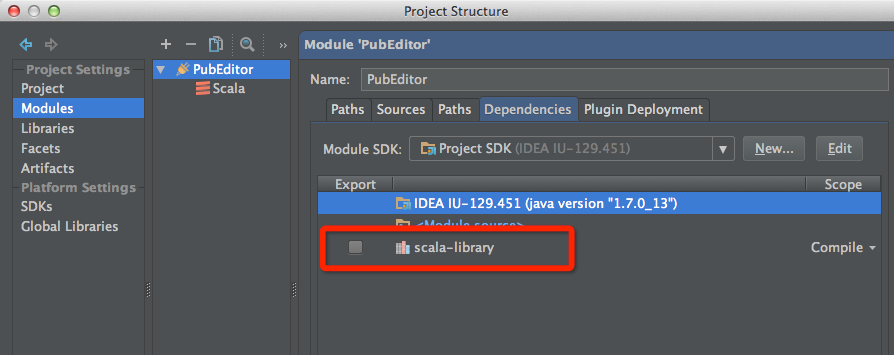 Project Structure
Project Settings
Project
Modules
Libraries
Facets
Artifacts
Platform Settings
SDKs
Global Libraries
»
PubEditor
Scala
Module 'PubEditor'
Name: PubEditor
Paths Sources Paths Dependencies Plugin Deployment
Module SDK: Project SDK (IDEA IU-129.451) New... Edit
Export Scope
IDEA IU-129.451 (java version "1.7.0_13")
<Module source>
scala-library Compile